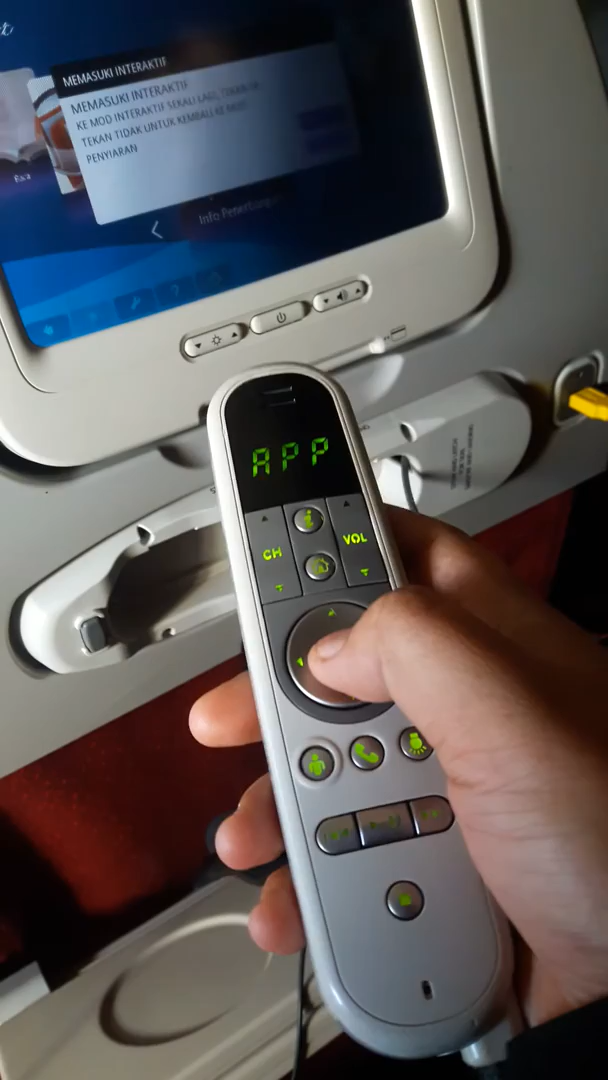 MEMASUKI INTERAKTIF
MEMASUKI INTERAKTIF
KE MOD INTERAKTIF SEKALI LAGI, TEKAN YA
TEKAN TIDAK UNTUK KEMBALI KE
PENYIARAN
Info Penerbangan
APP
i
CH
VOL